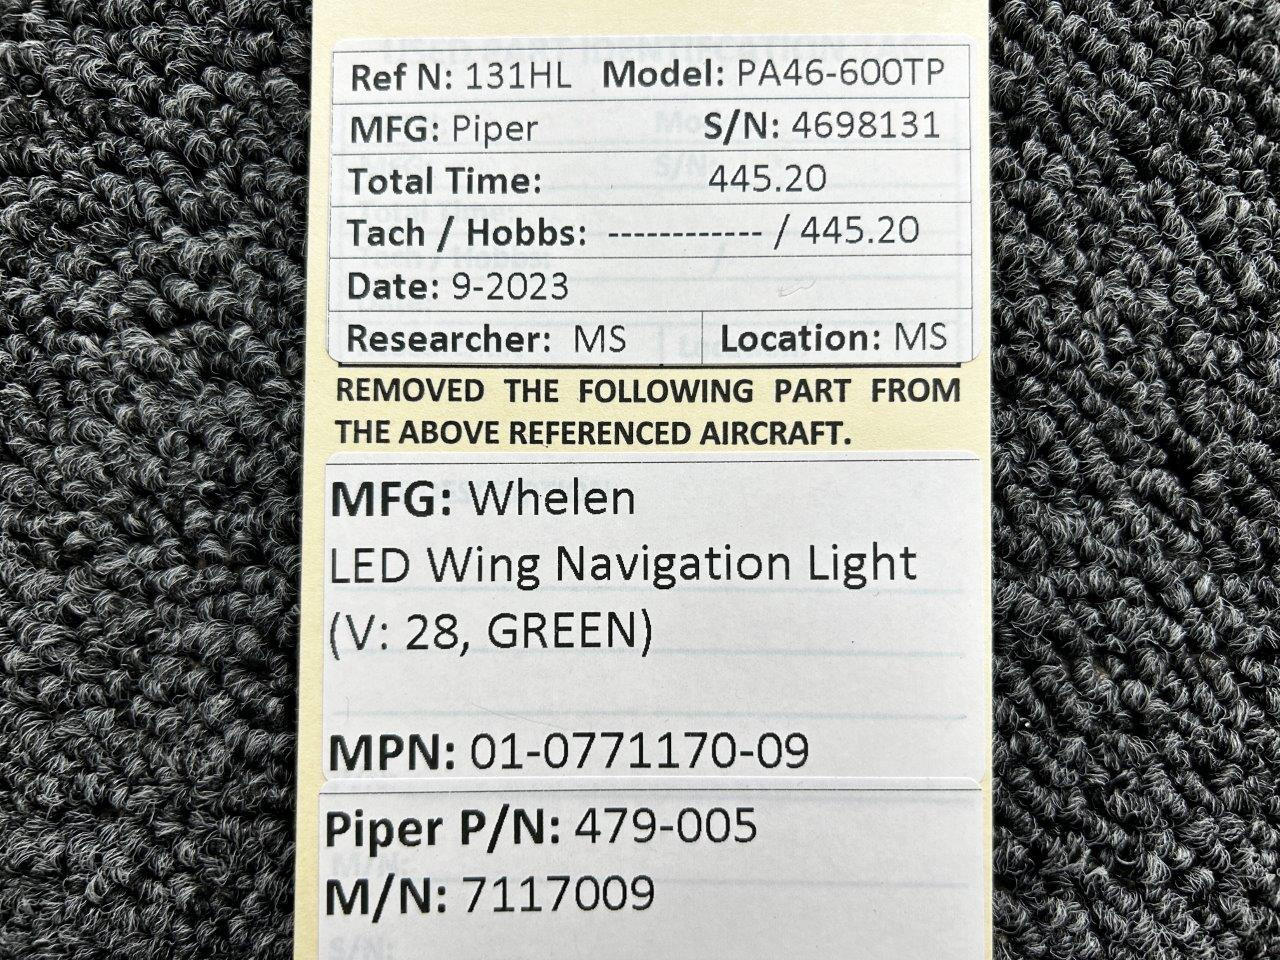 Ref N: 131HL Model: PA46-600TP
MFG: Piper S/N: 4698131
Total Time: 445.20
Tach / Hobbs: ------------ / 445.20
Date: 9-2023
Researcher: MS Location: MS
REMOVED THE FOLLOWING PART FROM
THE ABOVE REFERENCED AIRCRAFT.
MFG: Whelen
LED Wing Navigation Light
(V: 28, GREEN)
MPN: 01-0771170-09
Piper P/N: 479-005
M/N: 7117009
S/N: